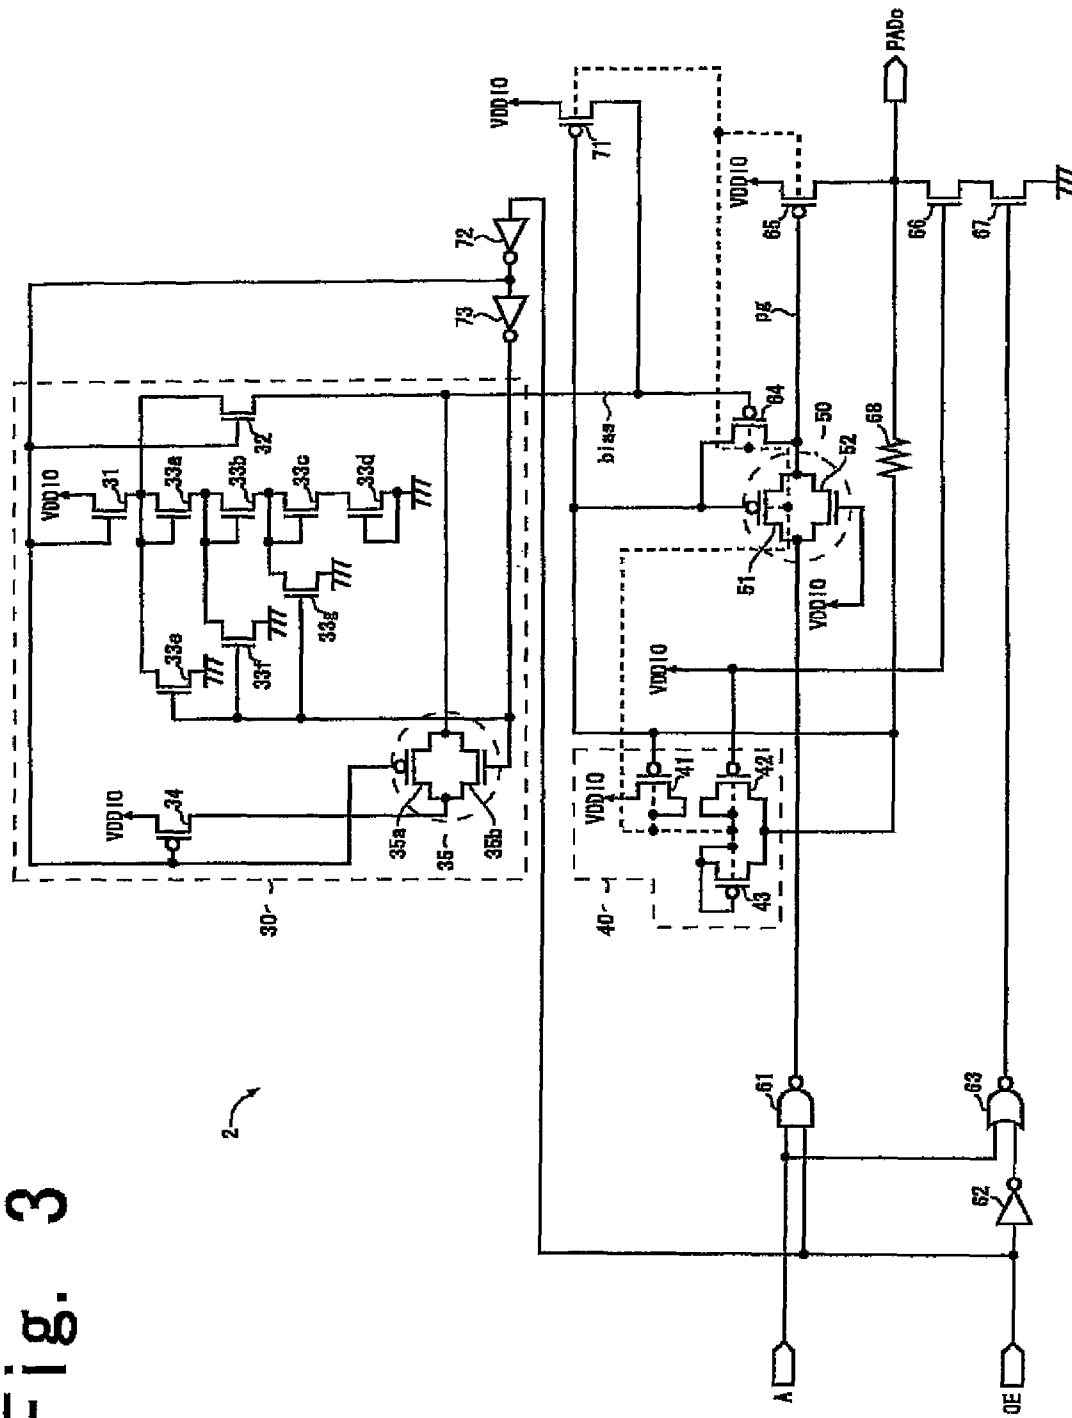 Fig. 3
2
30
VDDIO
34
35a
35
35b
33e
33f
33g
VDDIO
31
33a
33b
33c
33d
32
72
73
VDDIO
71
bias
40
VDDIO
41
42
43
VDDIO
VDDIO
51
52
50
64
pg
68
VDDIO
65
66
67
PADo
A
OE
61
62
63